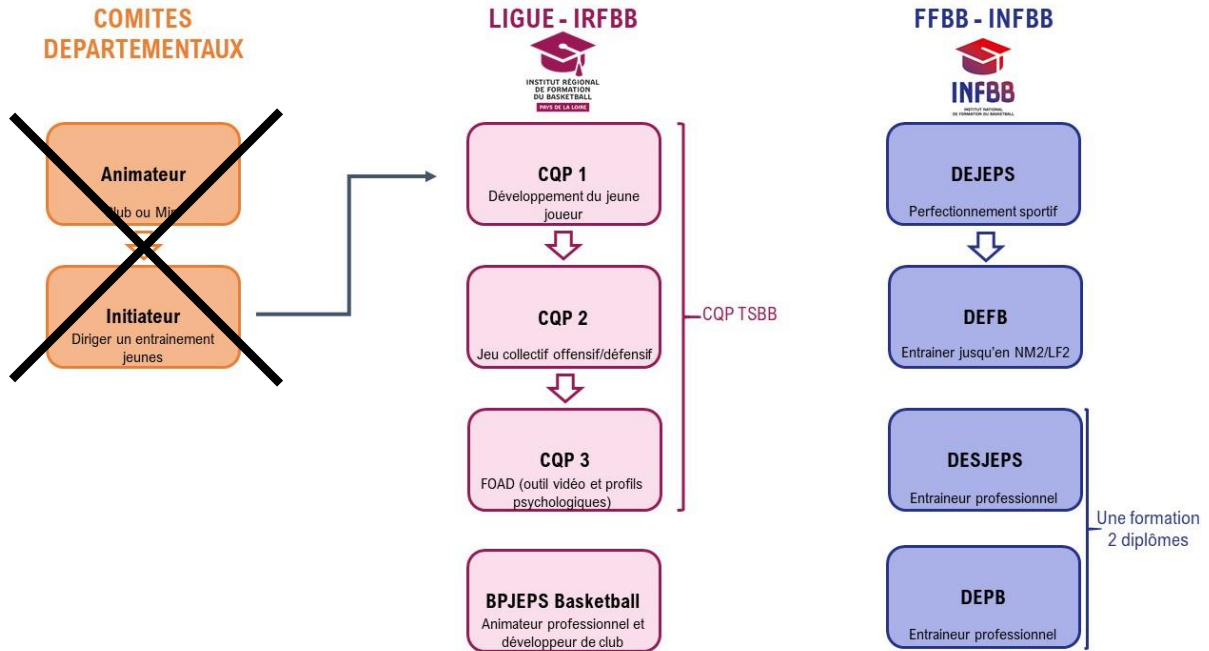 COMITES
DEPARTEMENTAUX
Animateur
Club ou Mini
Initiateur
Diriger un entrainement
jeunes
LIGUE - IRFBB
INSTITUT RÉGIONAL
DE FORMATION
DU BASKETBALL
PAYS DE LA LOIRE
CQP 1
Développement du jeune
joueur
CQP 2
Jeu collectif offensif/défensif
CQP 3
FOAD (outil vidéo et profils
psychologiques)
CQP TSBB
BPJEPS Basketball
Animateur professionnel et
développeur de club
FFBB - INFBB
INFBB
INSTITUT NATIONAL
DE FORMATION DU BASKETBALL
DEJEPS
Perfectionnement sportif
DEFB
Entrainer jusqu'en NM2/LF2
DESJEPS
Entraineur professionnel
DEPB
Entraineur professionnel
Une formation
2 diplômes